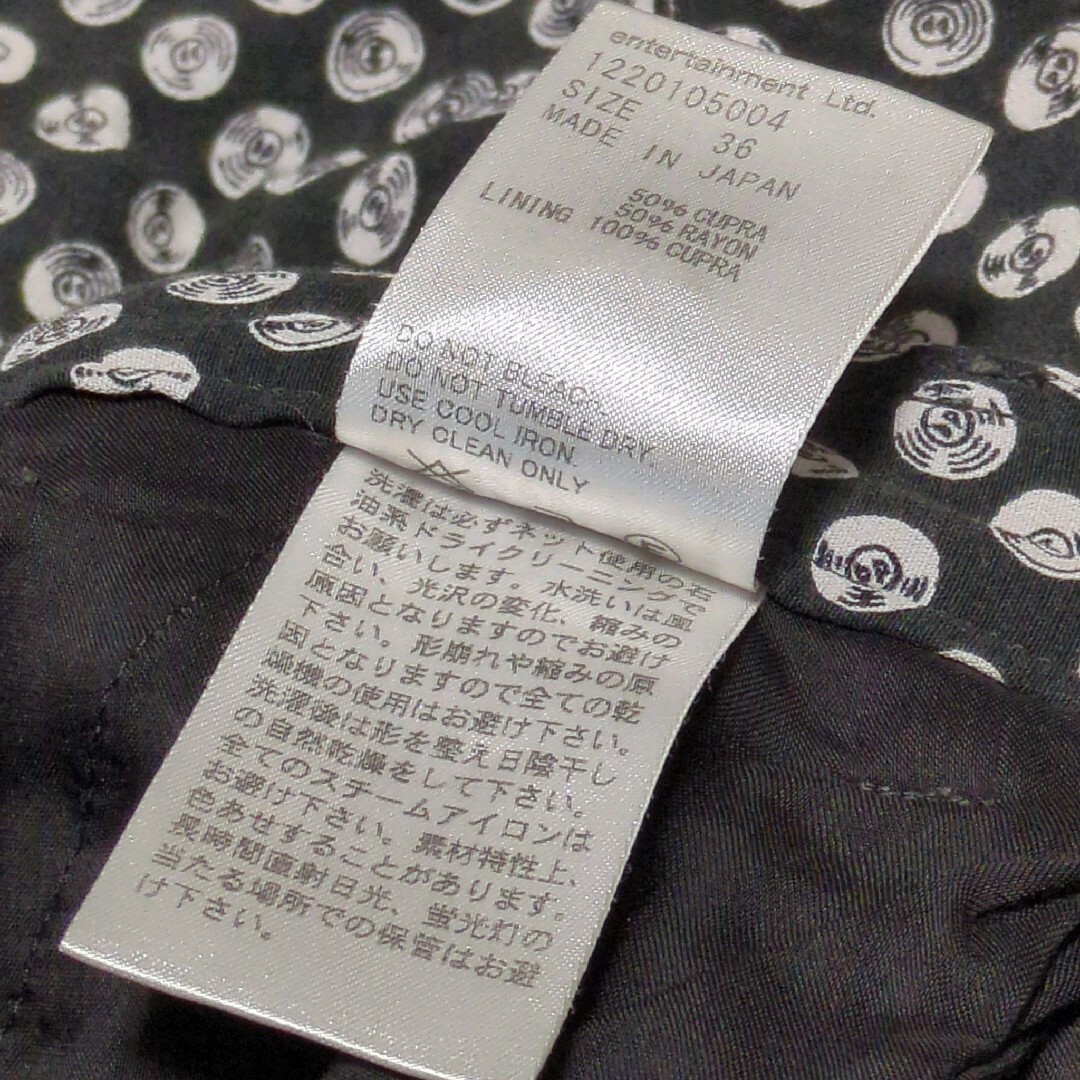 entertainment Ltd.
1220105004
SIZE 36
MADE IN JAPAN
50% CUPRA
50% RAYON
LINING 100% CUPRA
DO NOT BLEACH.
DO NOT TUMBLE DRY.
USE COOL IRON.
DRY CLEAN ONLY
洗濯は必ずネット使用の石
油系ドライクリーニングで
お願いします。水洗いは風
合い、光沢の変化、縮みの
原因となりますのでお避け
下さい。形崩れや縮みの原
因となりますので全ての乾
燥機の使用はお避け下さい。
洗濯後は形を整え日陰干し
の自然乾燥をして下さい。
全てのスチームアイロンは
お避け下さい。素材特性上、
色あせすることがあります。
長時間直射日光、蛍光灯の
当たる場所での保管はお避
け下さい。